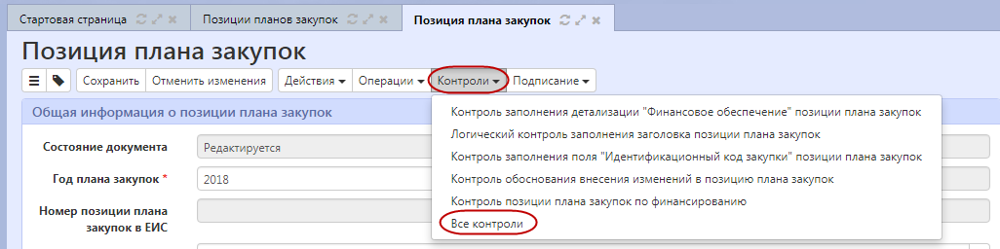 Стартовая страница Позиции планов закупок Позиция плана закупок
Позиция плана закупок
Сохранить Отменить изменения Действия Операции Контроли Подписание
Общая информация о позиции плана закупок
Контроль заполнения детализации "Финансовое обеспечение" позиции плана закупок
Логический контроль заполнения заголовка позиции плана закупок
Состояние документа Редактируется
Контроль заполнения поля "Идентификационный код закупки" позиции плана закупок
Год плана закупок * 2018
Контроль обоснования внесения изменений в позицию плана закупок
Контроль позиции плана закупок по финансированию
Номер позиции плана
закупок в ЕИС
Все контроли